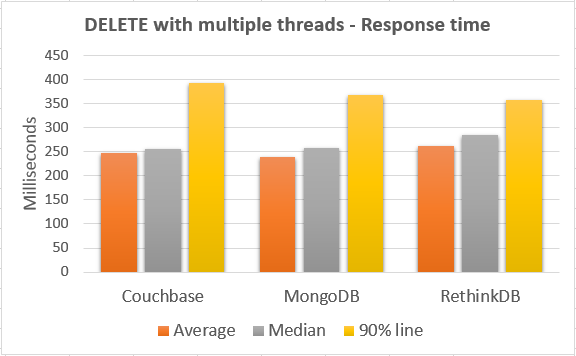 DELETE with multiple threads - Response time
450
400
350
300
250
200
150
100
50
0
Milliseconds
Couchbase MongoDB RethinkDB
Average Median 90% line